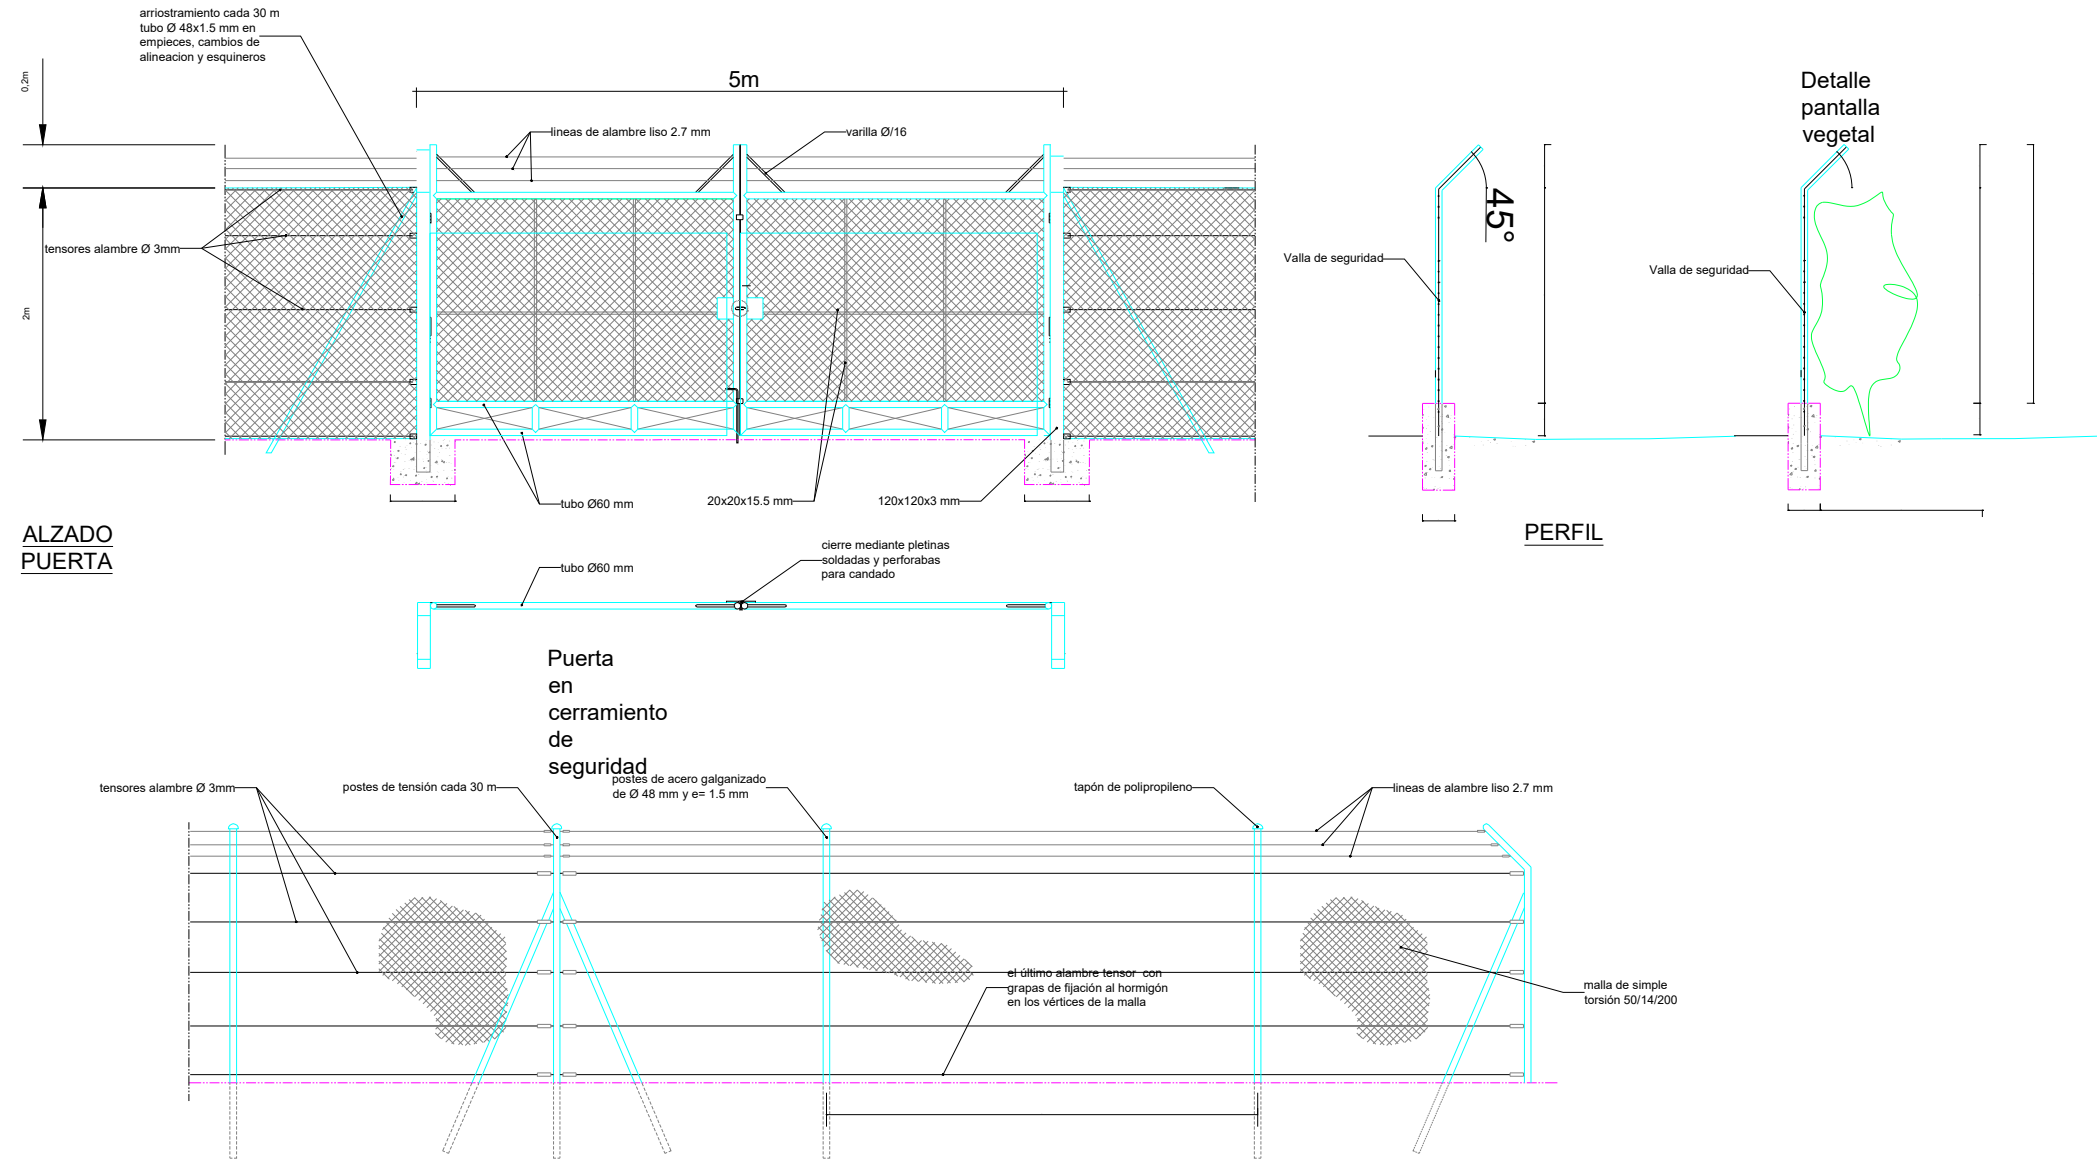 arriostramiento cada 30 m
tubo Ø 48x1.5 mm en
empieces, cambios de
alineacion y esquineros
0,2m
5m
lineas de alambre liso 2.7 mm
varilla Ø/16
Detalle
pantalla
vegetal
45°
tensores alambre Ø 3mm
2m
Valla de seguridad
Valla de seguridad
tubo Ø60 mm
20x20x15.5 mm
120x120x3 mm
ALZADO
PUERTA
PERFIL
tubo Ø60 mm
cierre mediante pletinas
soldadas y perforabas
para candado
Puerta
en
cerramiento
de
seguridad
tensores alambre Ø 3mm
postes de tensión cada 30 m
postes de acero galganizado
de Ø 48 mm y e= 1.5 mm
tapón de polipropileno
lineas de alambre liso 2.7 mm
el último alambre tensor con
grapas de fijación al hormigón
en los vértices de la malla
malla de simple
torsión 50/14/200